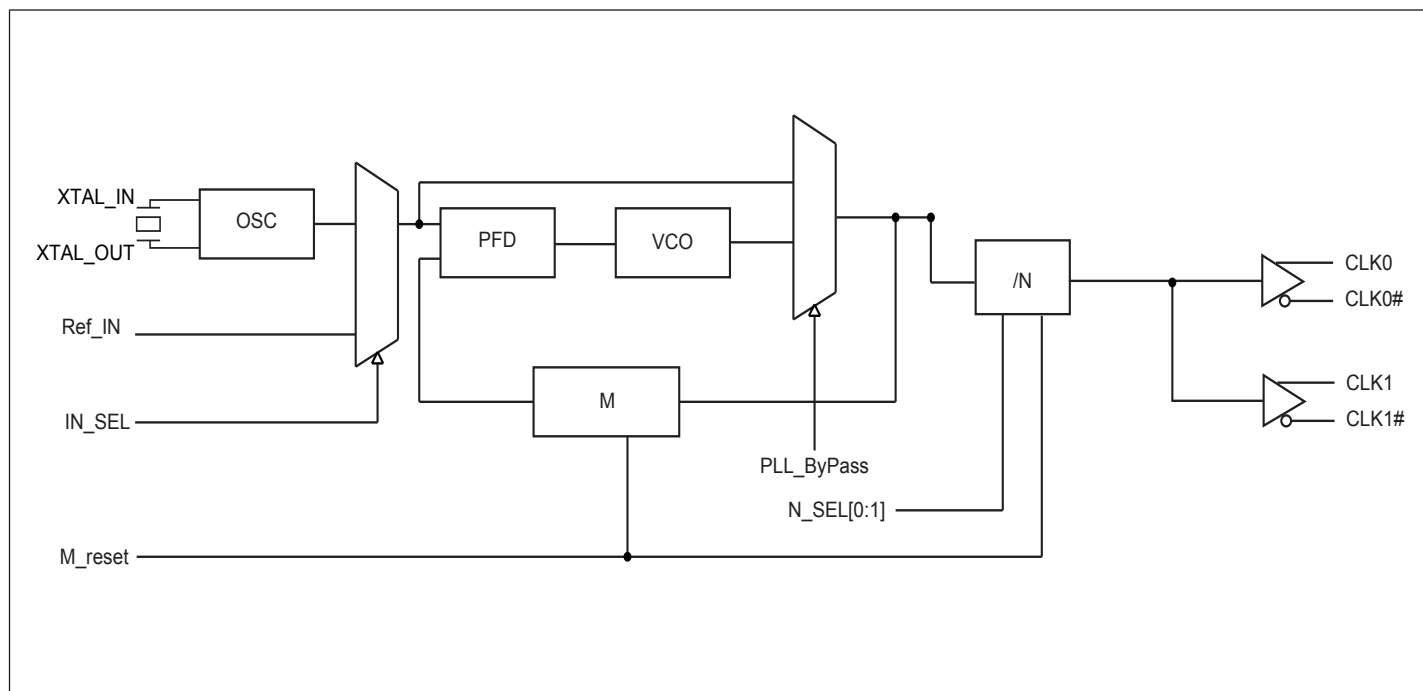 XTAL_IN
XTAL_OUT
OSC
Ref_IN
IN_SEL
M_reset
PFD
VCO
M
PLL_ByPass
N_SEL[0:1]
/N
CLK0
CLK0#
CLK1
CLK1#